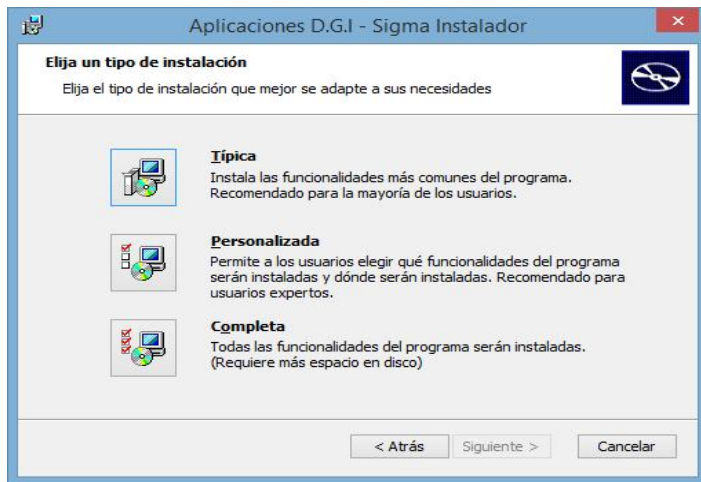 Aplicaciones D.G.I - Sigma Instalador
Elija un tipo de instalación
Elija el tipo de instalación que mejor se adapte a sus necesidades
Típica
Instala las funcionalidades más comunes del programa.
Recomendado para la mayoría de los usuarios.
Personalizada
Permite a los usuarios elegir qué funcionalidades del programa
serán instaladas y dónde serán instaladas. Recomendado para
usuarios expertos.
Completa
Todas las funcionalidades del programa serán instaladas.
(Requiere más espacio en disco)
< Atrás
Siguiente >
Cancelar